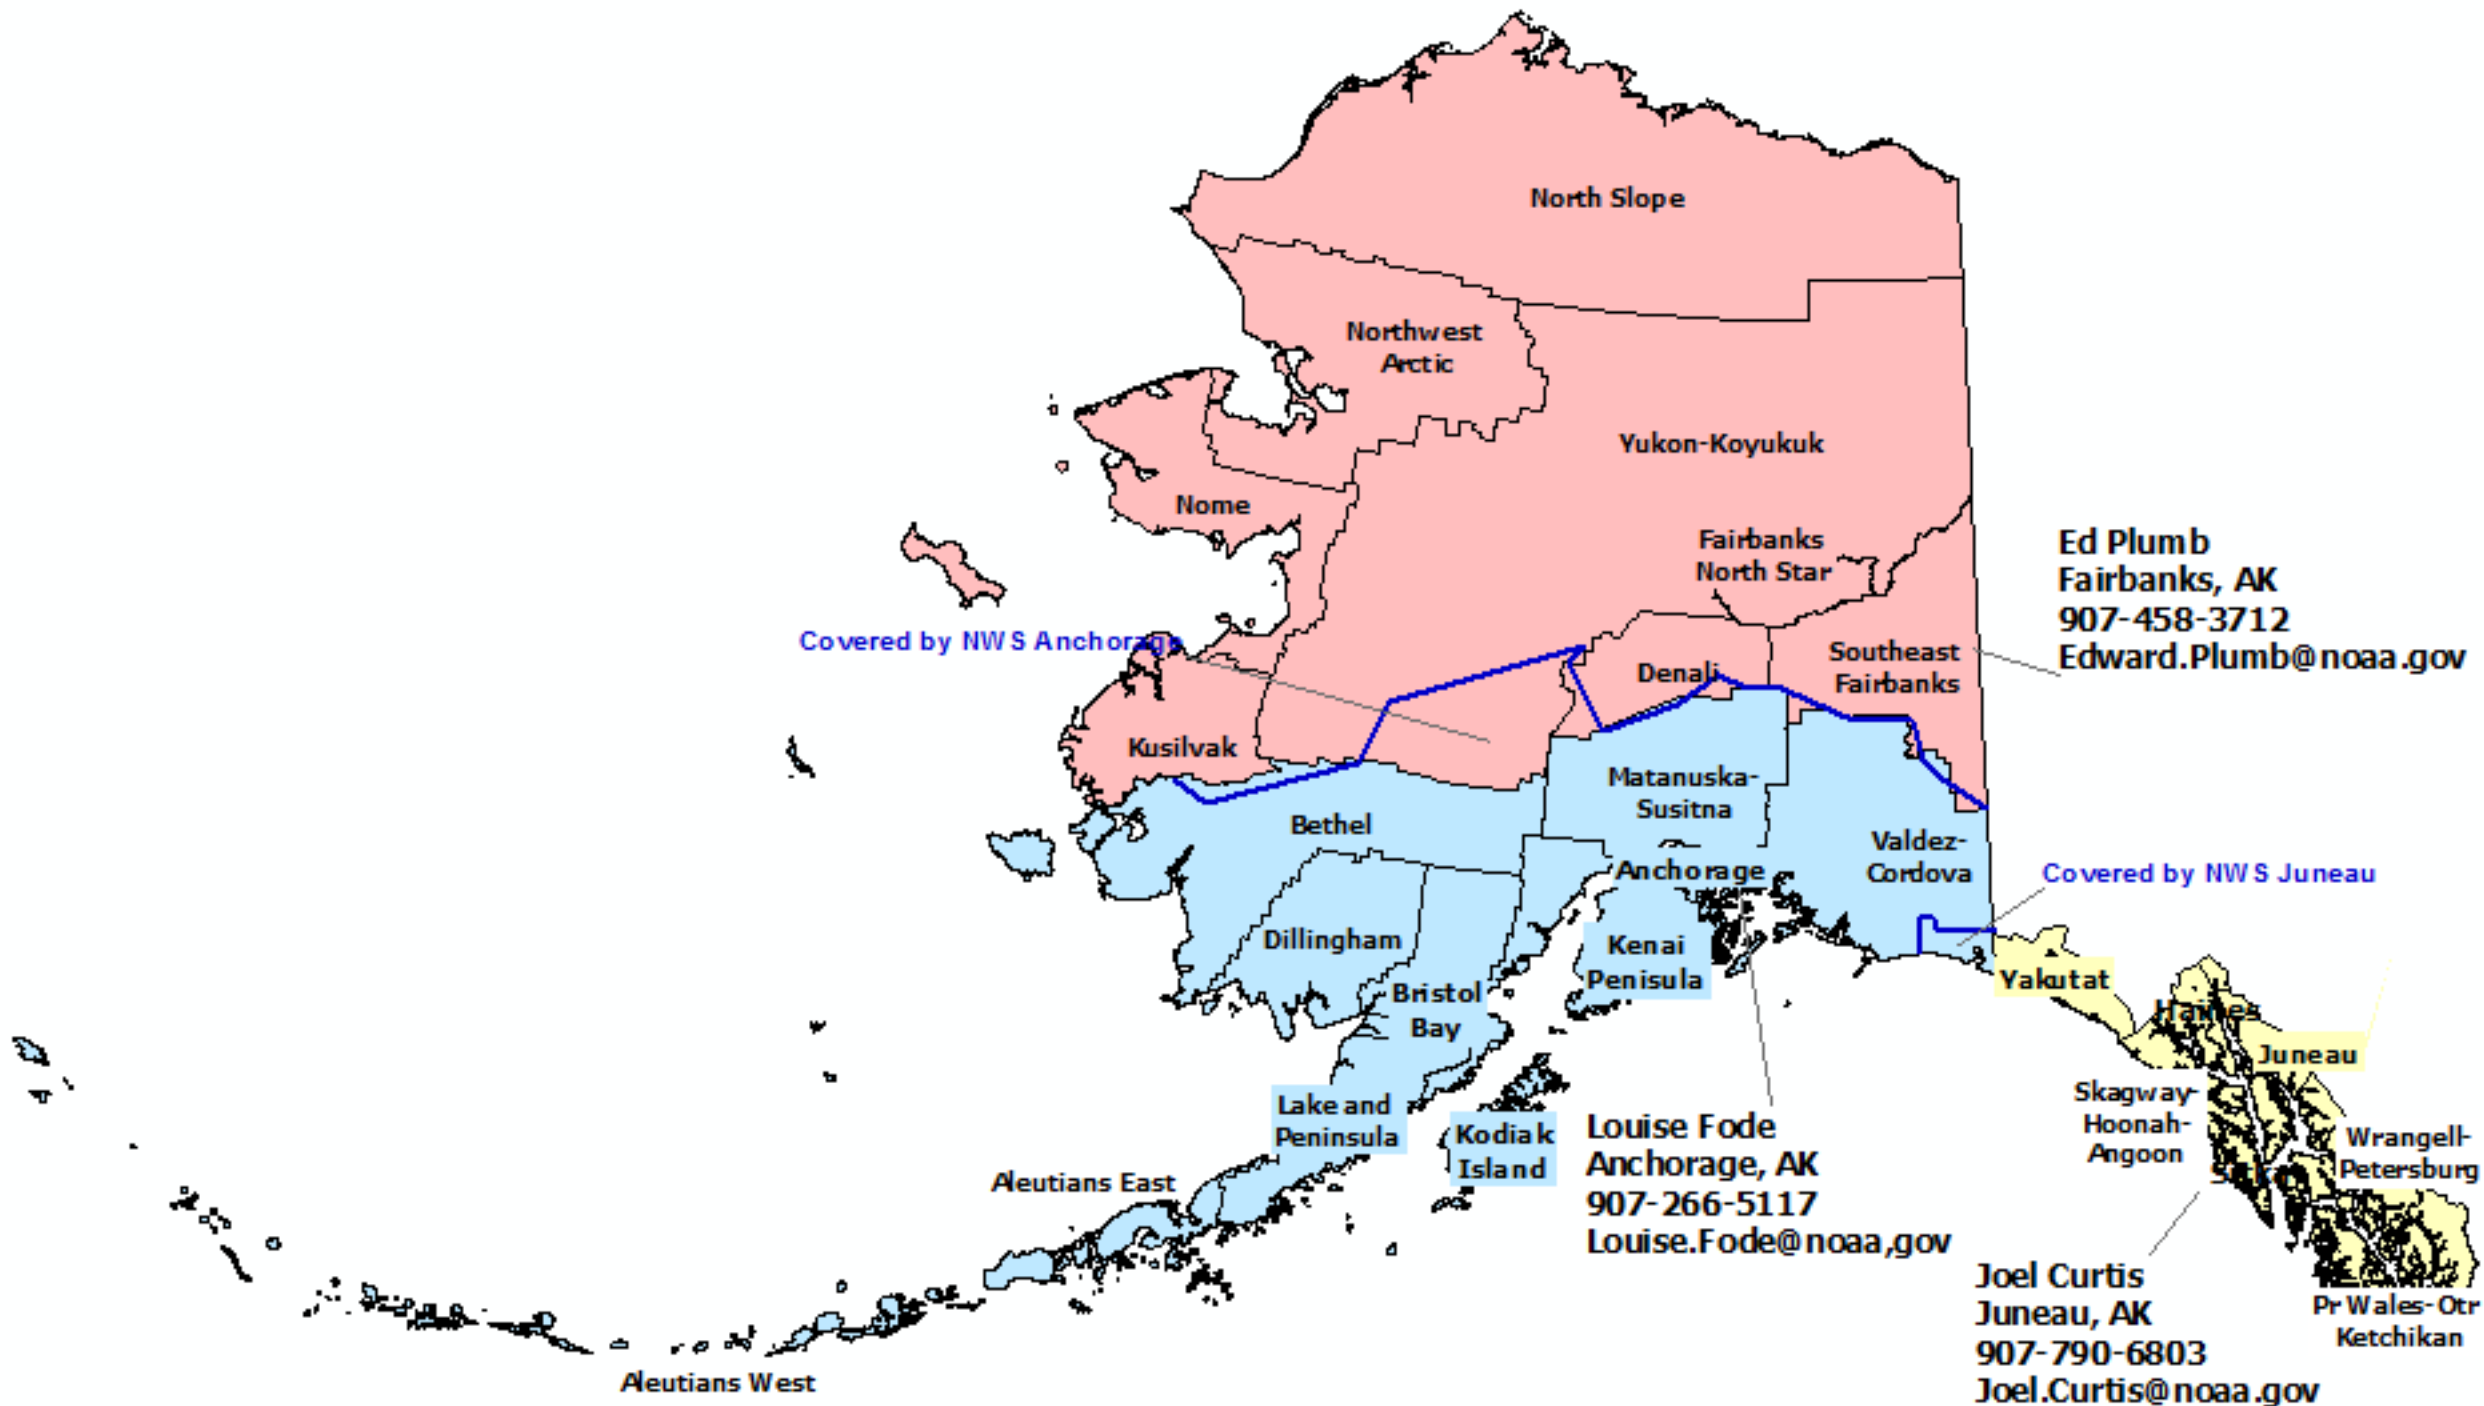 North Slope
Northwest
Arctic
Yukon-Koyukuk
Nome
Fairbanks
North Star
Ed Plumb
Fairbanks, AK
907-458-3712
Edward.Plumb@noaa.gov
Covered by NWS Anchorage
Denali
Southeast
Fairbanks
Kusilvak
Matanuska-
Susitna
Bethel
Valdez-
Cordova
Anchorage
Covered by NWS Juneau
Dillingham
Kenai
Penisula
Yakutat
Bristol
Bay
Haines
Juneau
Lake and
Peninsula
Kodiak
Island
Skagway-
Hoonah-
Angoon
Wrangell-
Petersburg
Sitka
Louise Fode
Anchorage, AK
907-266-5117
Louise.Fode@noaa,gov
Aleutians East
Joel Curtis
Juneau, AK
907-790-6803
Joel.Curtis@noaa.gov
Pr Wales-Otr
Ketchikan
Aleutians West